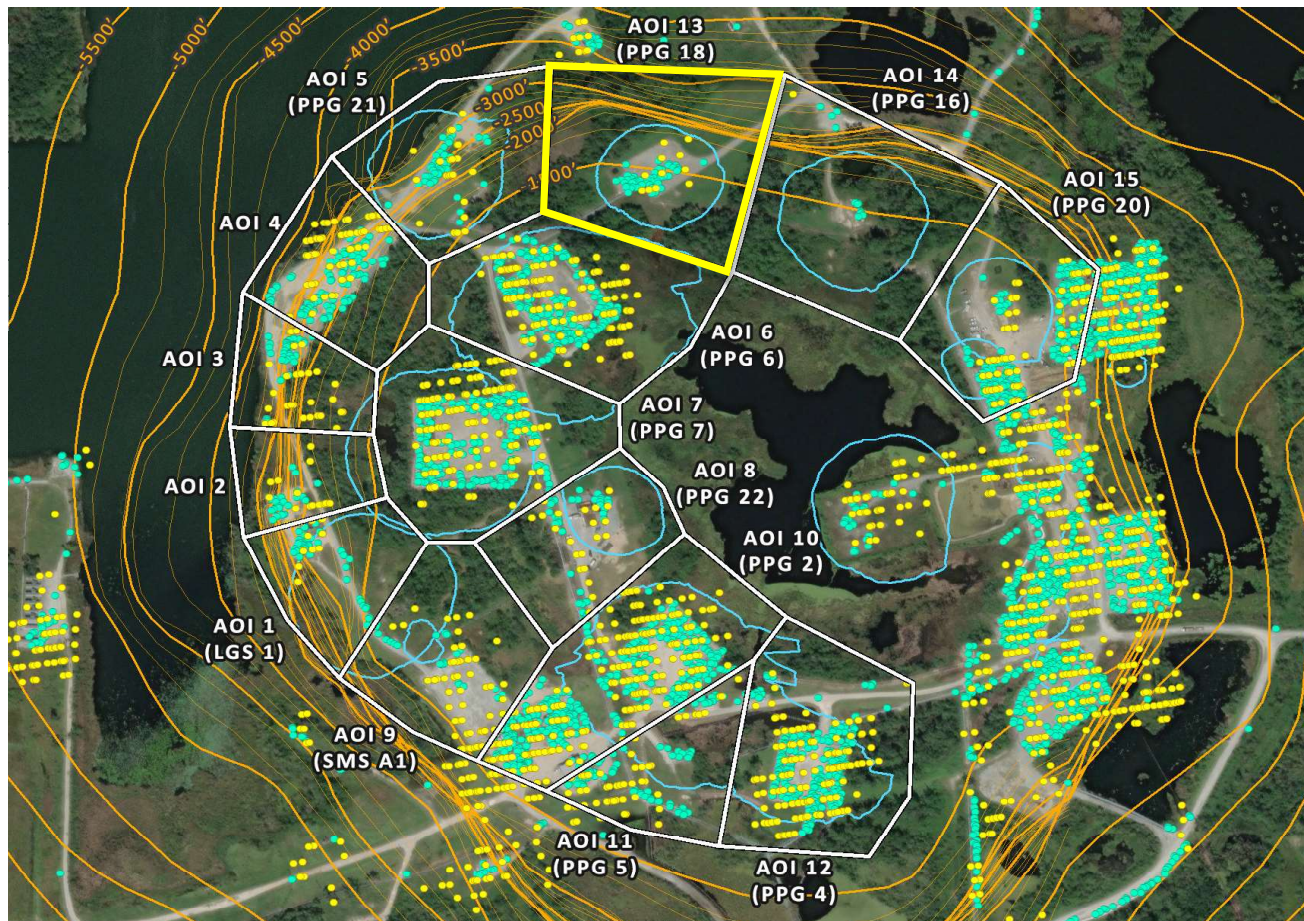 -5500'
-5000'
-4500'
-4000'
-3500'
-3000'
-2500'
-2000'
AOI 13
(PPG 18)
AOI 5
(PPG 21)
AOI 14
(PPG 16)
AOI 15
(PPG 20)
AOI 4
AOI 3
AOI 6
(PPG 6)
AOI 7
(PPG 7)
AOI 2
AOI 8
(PPG 22)
AOI 10
(PPG 2)
AOI 1
(LGS 1)
AOI 9
(SMS A1)
AOI 11
(PPG 5)
AOI 12
(PPG 4)